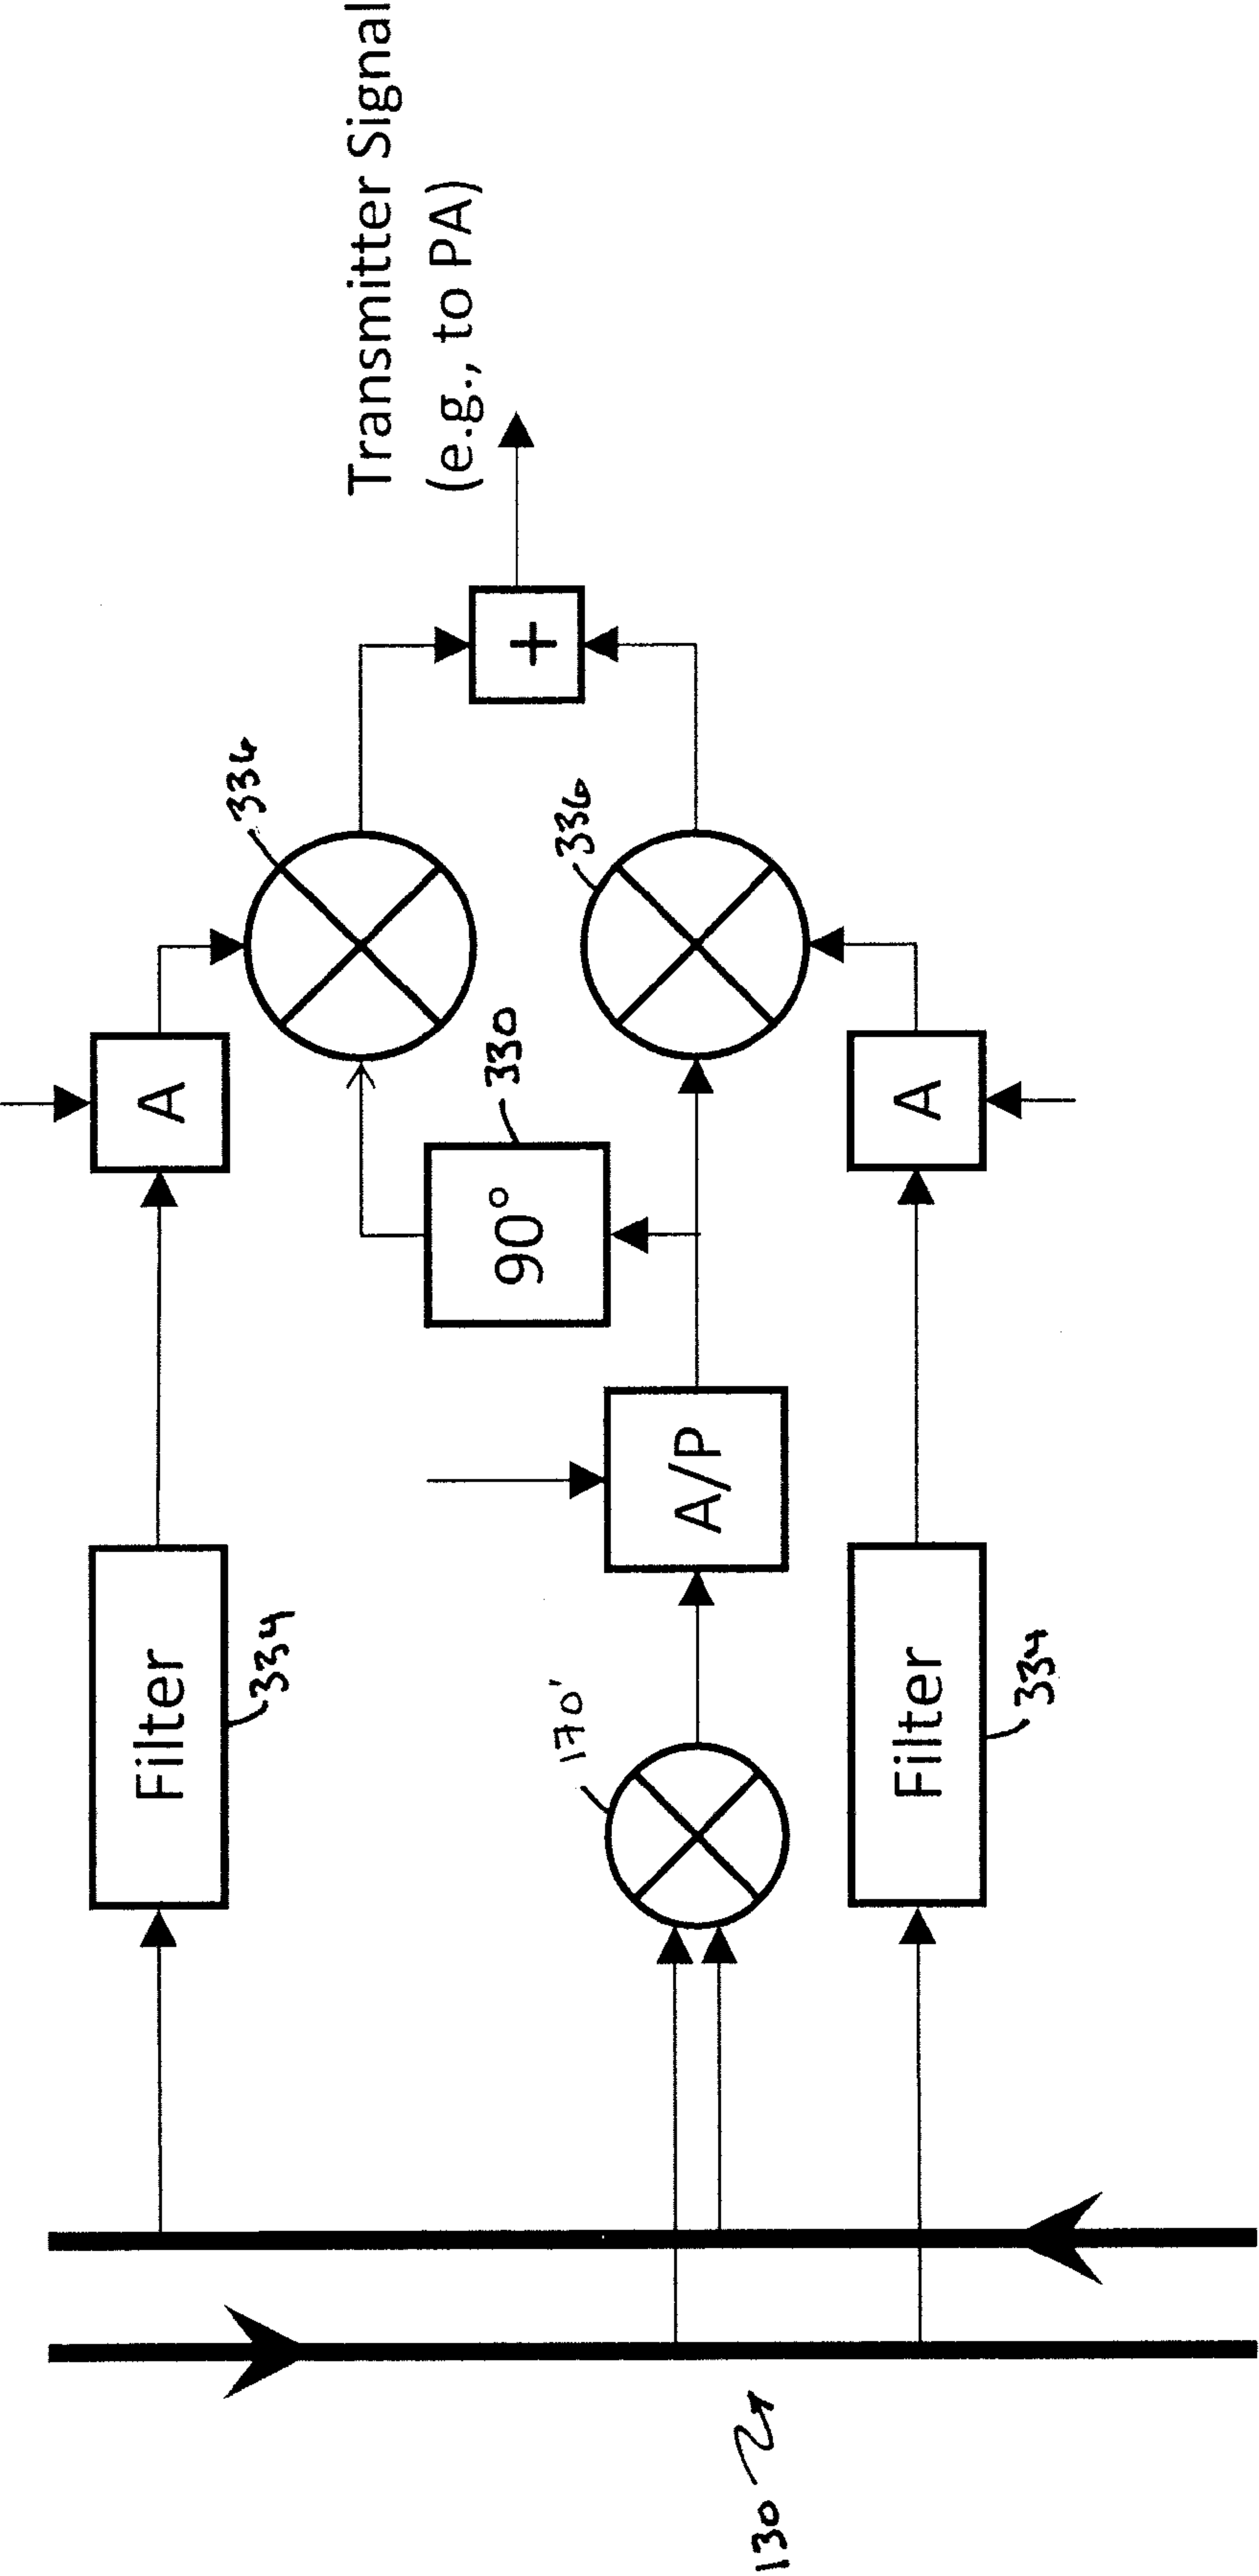 Transmitter Signal
(e.g., to PA)
+
336
336
A
330
A
90°
A/P
Filter
334
170'
Filter
334
130